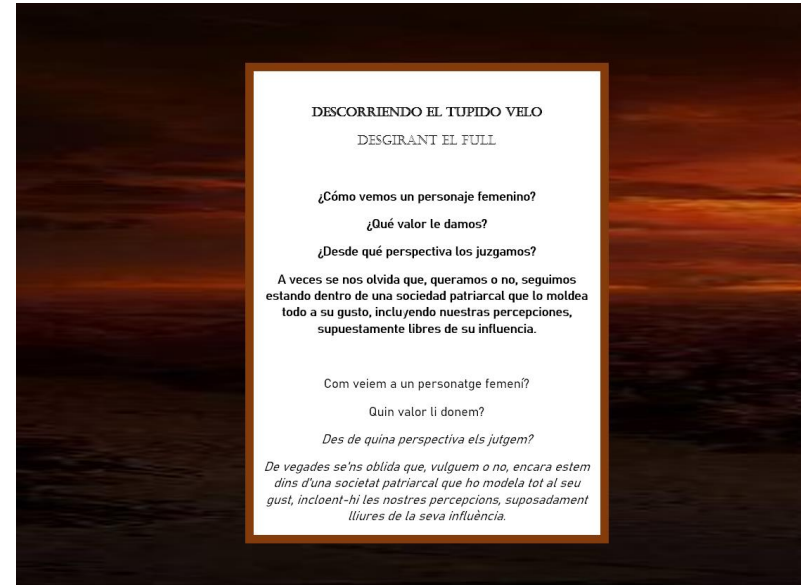 DESCORRIENDO EL TUPIDO VELO
DESGIRANT EL FULL
¿Cómo vemos un personaje femenino?
¿Qué valor le damos?
¿Desde qué perspectiva los juzgamos?
A veces se nos olvida que, queramos o no, seguimos
estando dentro de una sociedad patriarcal que lo moldea
todo a su gusto, incluyendo nuestras percepciones,
supuestamente libres de su influencia.
Com veiem a un personatge femení?
Quin valor li donem?
Des de quina perspectiva els jutgem?
De vegades se'ns oblida que, vulguem o no, encara estem
dins d'una societat patriarcal que ho modela tot al seu
gust, incloent-hi les nostres percepcions, suposadament
lliures de la seva influència.